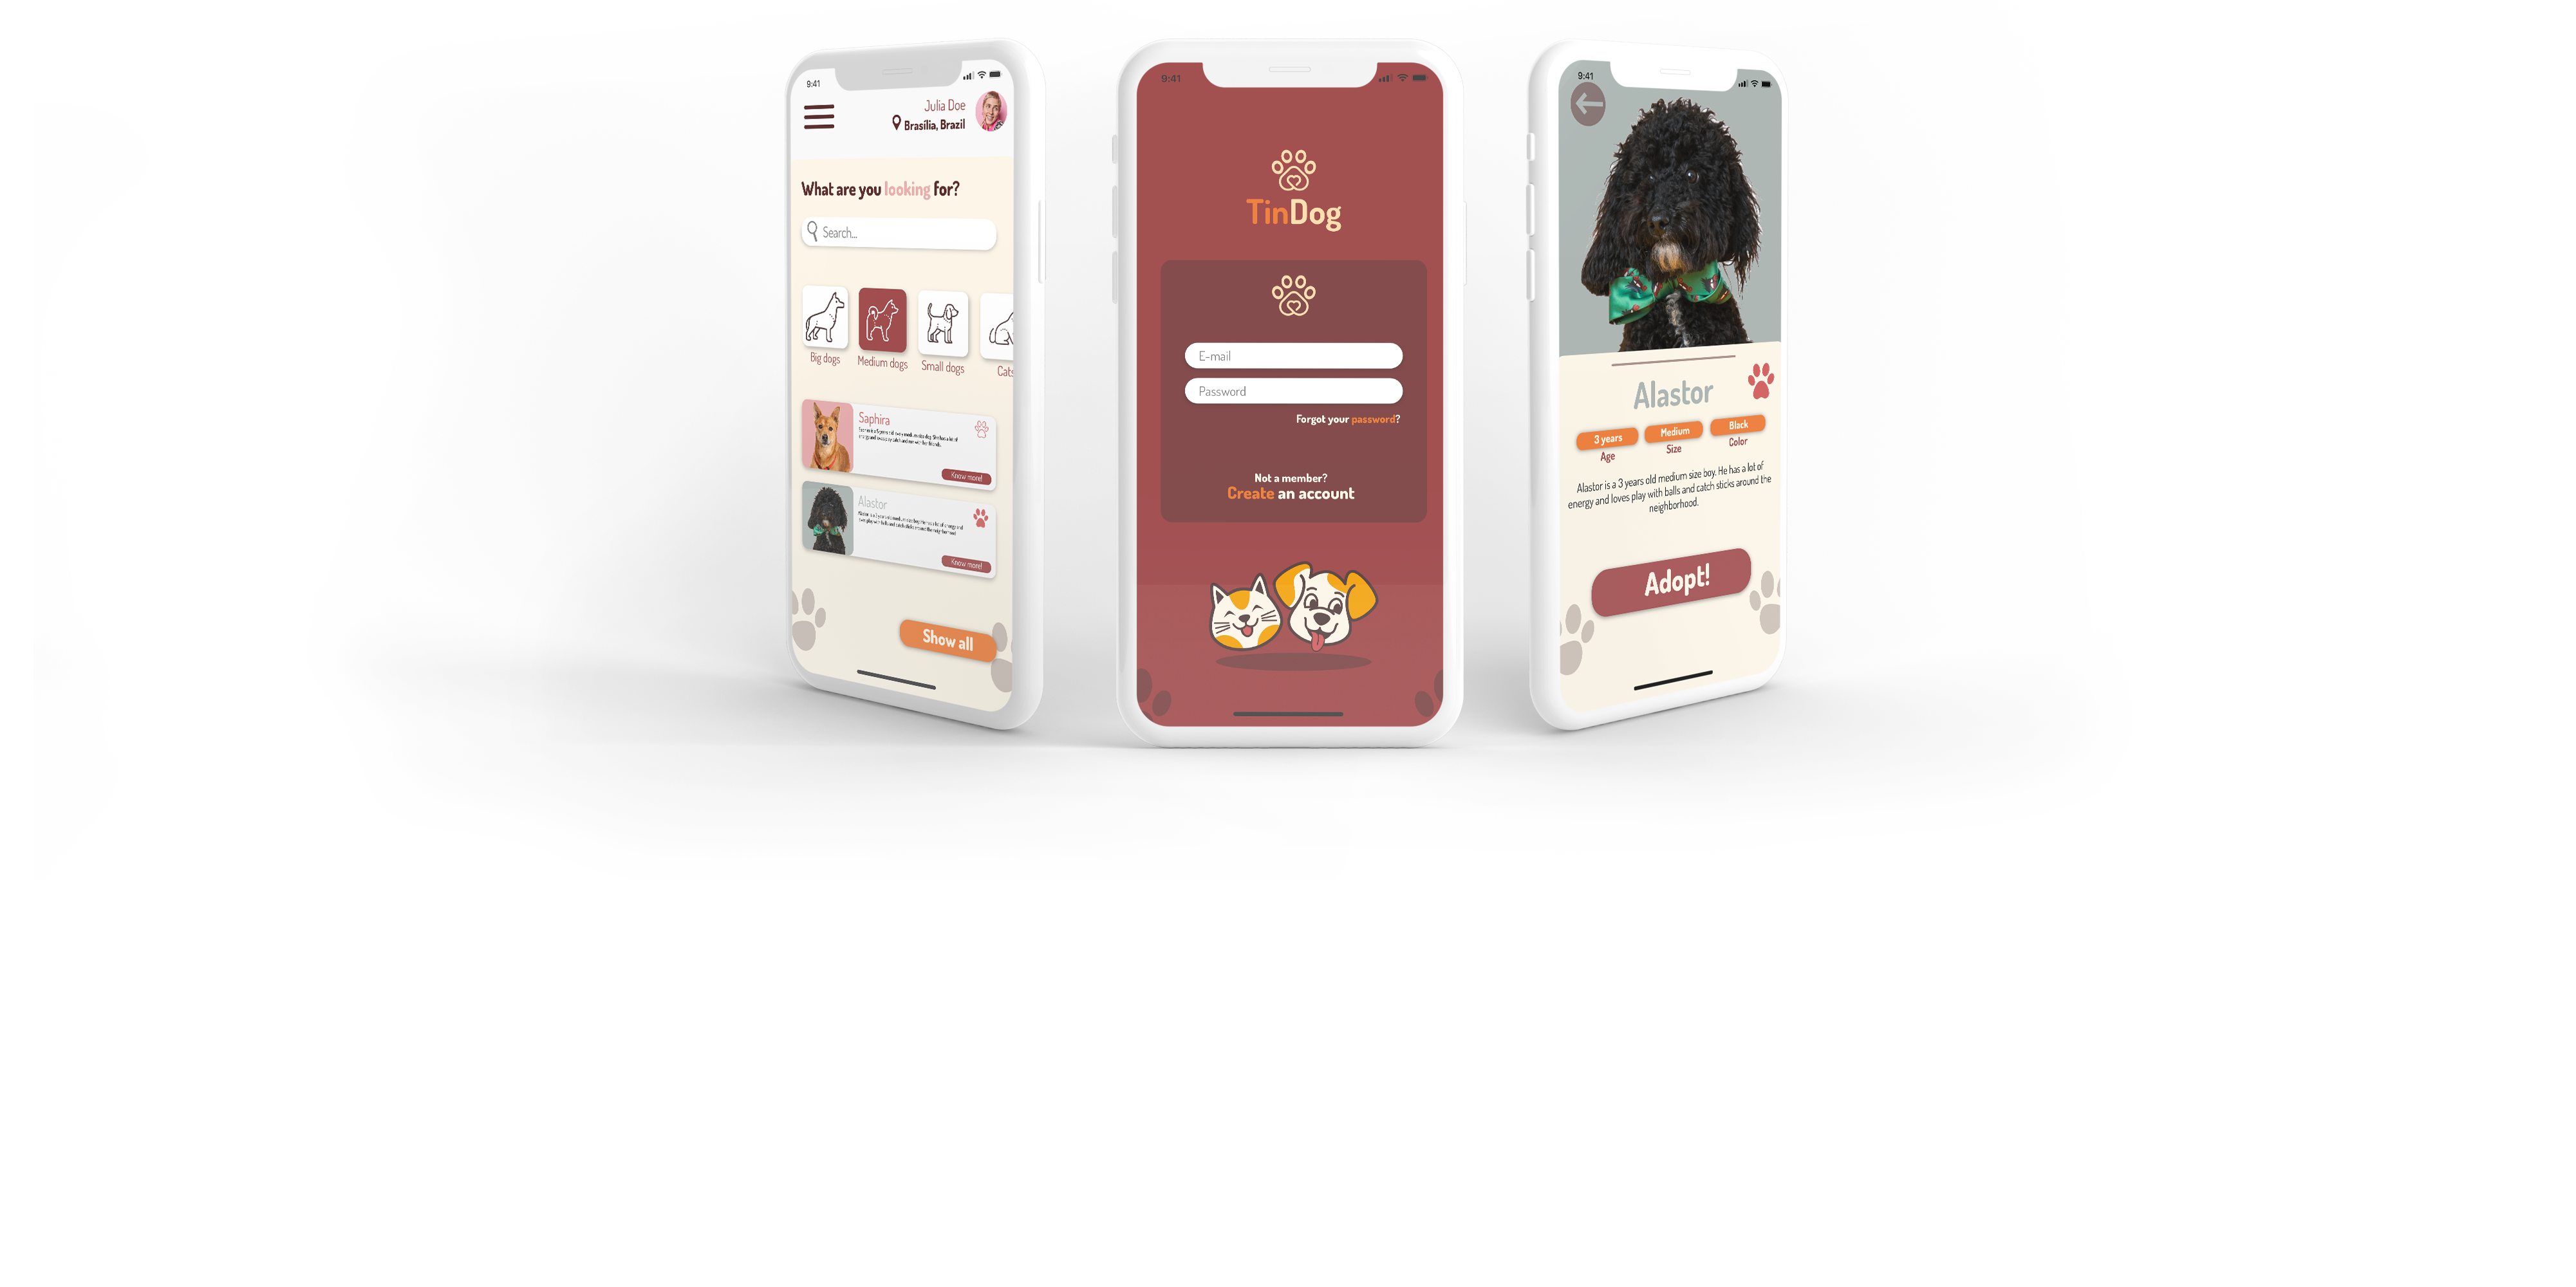 9:41
Julia Doe
Brasília, Brazil
What are you looking for?
Search...
Big dogs
Medium dogs
Small dogs
Cats
Saphira
Know more!
Alastor
Know more!
Show all
9:41
TinDog
E-mail
Password
Forgot your password?
Not a member?
Create an account
9:41
Alastor
3 years
Medium
Black
Age
Size
Color
Alastor is a 3 years old medium size boy. He has a lot of
energy and loves play with balls and catch sticks around the
neighborhood.
Adopt!